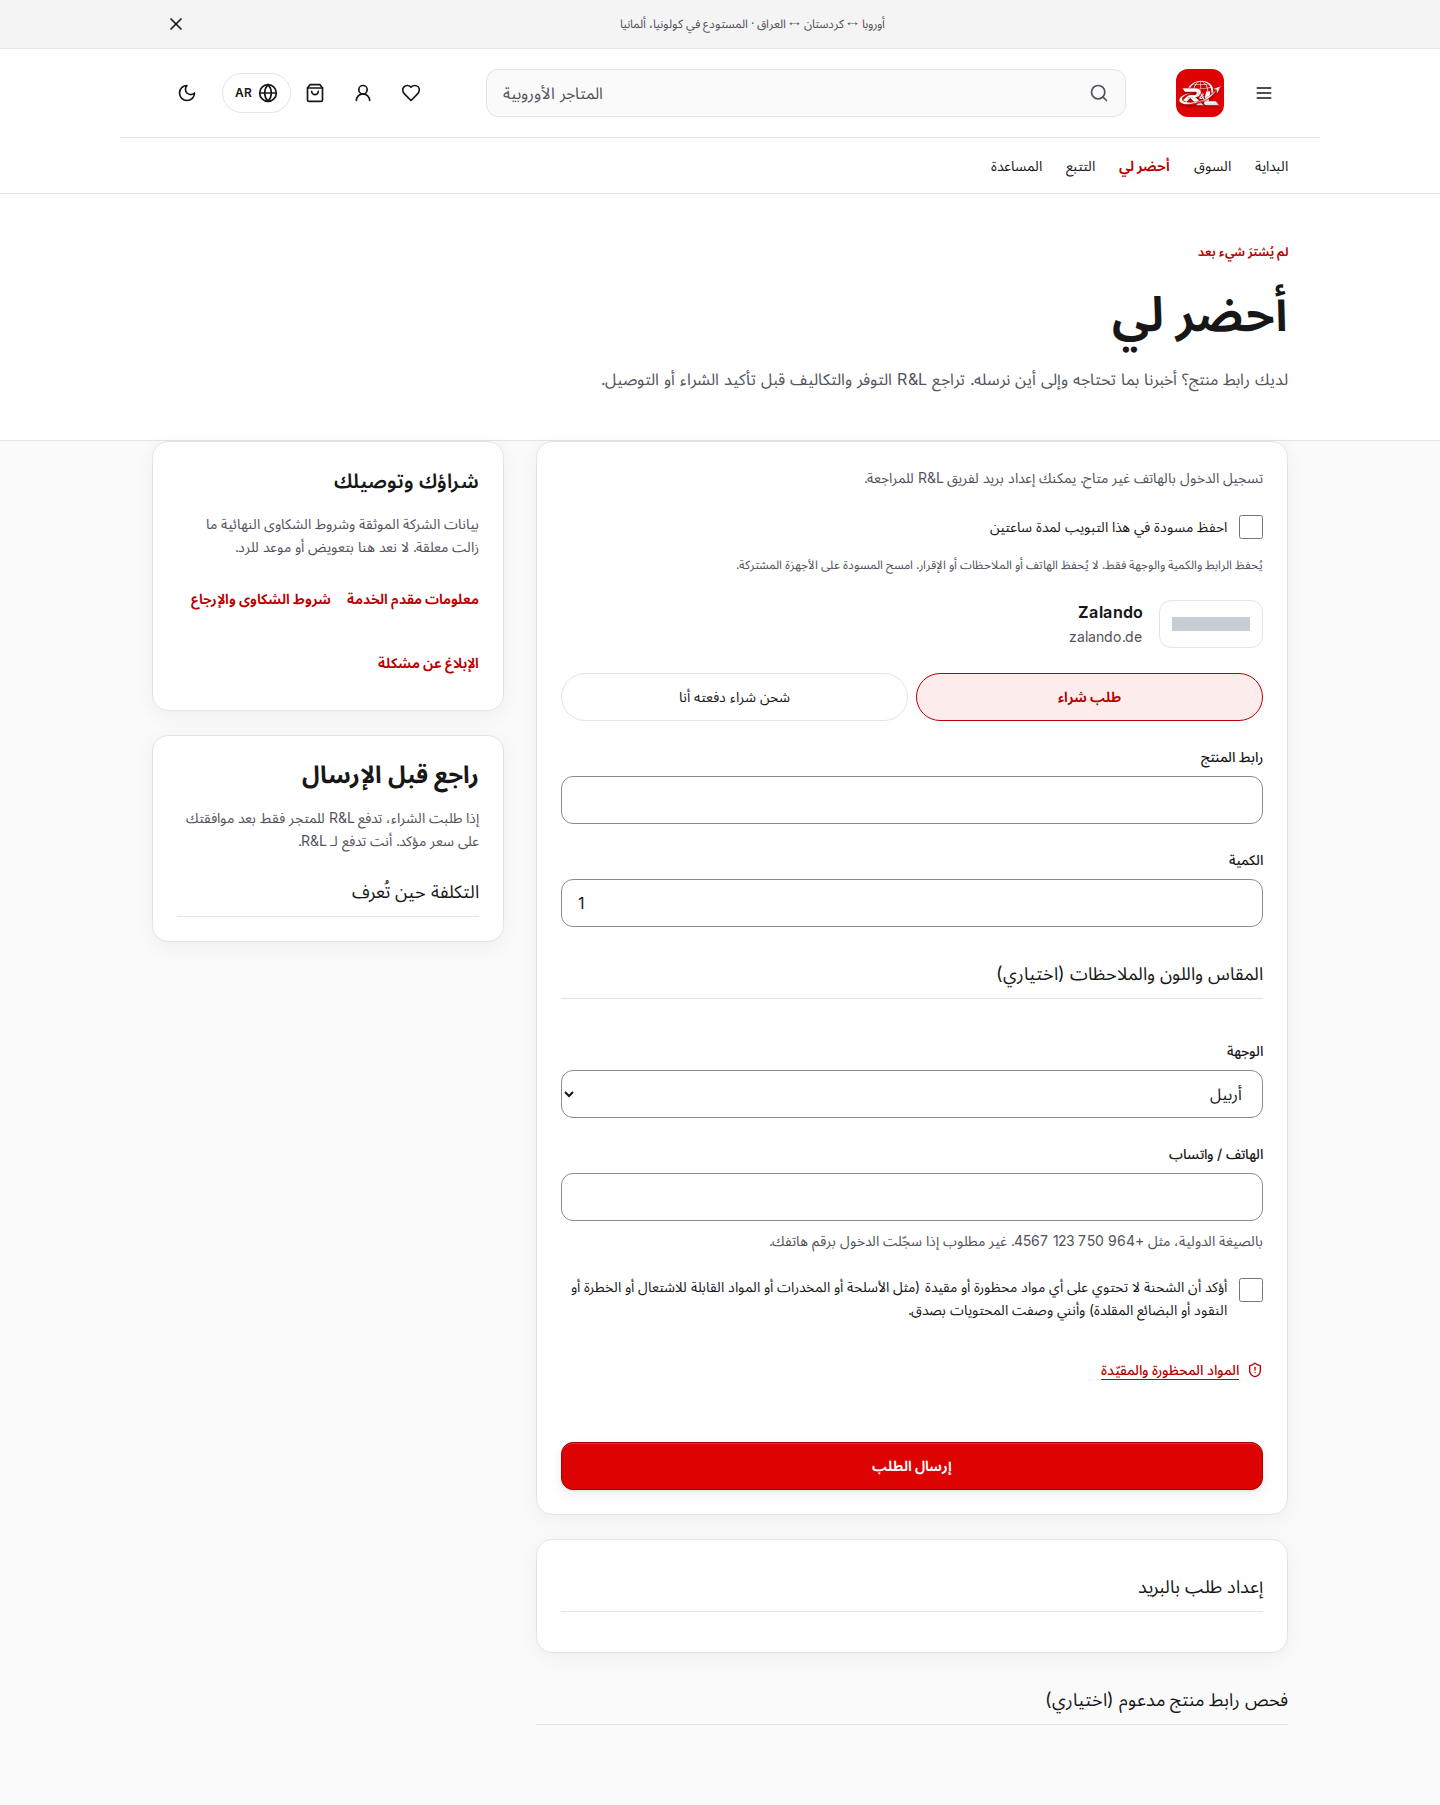 أوروبا ↔ كردستان ↔ العراق · المستودع في كولونيا، ألمانيا
R&L
المتاجر الأوروبية
AR
البداية
السوق
أحضر لي
التتبع
المساعدة
لم يُشترَ شيء بعد
أحضر لي
لديك رابط منتج؟ أخبرنا بما تحتاجه وإلى أين نرسله. تراجع R&L التوفر والتكاليف قبل تأكيد الشراء أو التوصيل.
تسجيل الدخول بالهاتف غير متاح. يمكنك إعداد بريد لفريق R&L للمراجعة.
احفظ مسودة في هذا التبويب لمدة ساعتين
يُحفظ الرابط والكمية والوجهة فقط. لا يُحفظ الهاتف أو الملاحظات أو الإقرار. امسح المسودة على الأجهزة المشتركة.
Zalando
zalando.de
طلب شراء
شحن شراء دفعته أنا
رابط المنتج
الكمية
1
المقاس واللون والملاحظات (اختياري)
الوجهة
أربيل
الهاتف / واتساب
بالصيغة الدولية، مثل +964 750 123 4567. غير مطلوب إذا سجّلت الدخول برقم هاتفك.
أؤكد أن الشحنة لا تحتوي على أي مواد محظورة أو مقيدة (مثل الأسلحة أو المخدرات أو المواد القابلة للاشتعال أو الخطرة أو
النقود أو البضائع المقلدة) وأنني وصفت المحتويات بصدق.
المواد المحظورة والمقيّدة
إرسال الطلب
إعداد طلب بالبريد
فحص رابط منتج مدعوم (اختياري)
شراؤك وتوصيلك
بيانات الشركة الموثقة وشروط الشكاوى النهائية ما
زالت معلقة. لا نعد هنا بتعويض أو موعد للرد.
معلومات مقدم الخدمة
شروط الشكاوى والإرجاع
الإبلاغ عن مشكلة
راجع قبل الإرسال
إذا طلبت الشراء، تدفع R&L للمتجر فقط بعد موافقتك
على سعر مؤكد. أنت تدفع لـ R&L.
التكلفة حين تُعرف